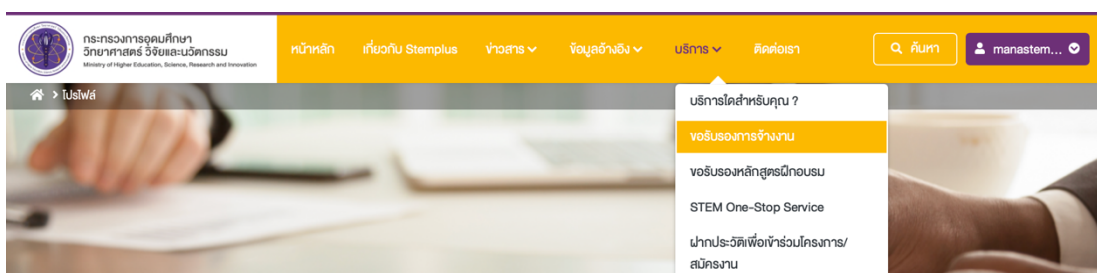 กระทรวงการอุดมศึกษา
วิทยาศาสตร์ วิจัยและนวัตกรรม
Ministry of Higher Education, Science, Research and Innovation
หน้าหลัก เกี่ยวกับ Stemplus ข่าวสาร ข้อมูลอ้างอิง บริการ ติดต่อเรา ค้นหา manastem...
> โปรไฟล์
บริการใดสำหรับคุณ ?
ขอรับรองการจ้างงาน
ขอรับรองหลักสูตรฝึกอบรม
STEM One-Stop Service
ฝากประวัติเพื่อเข้าร่วมโครงการ/
สมัครงาน